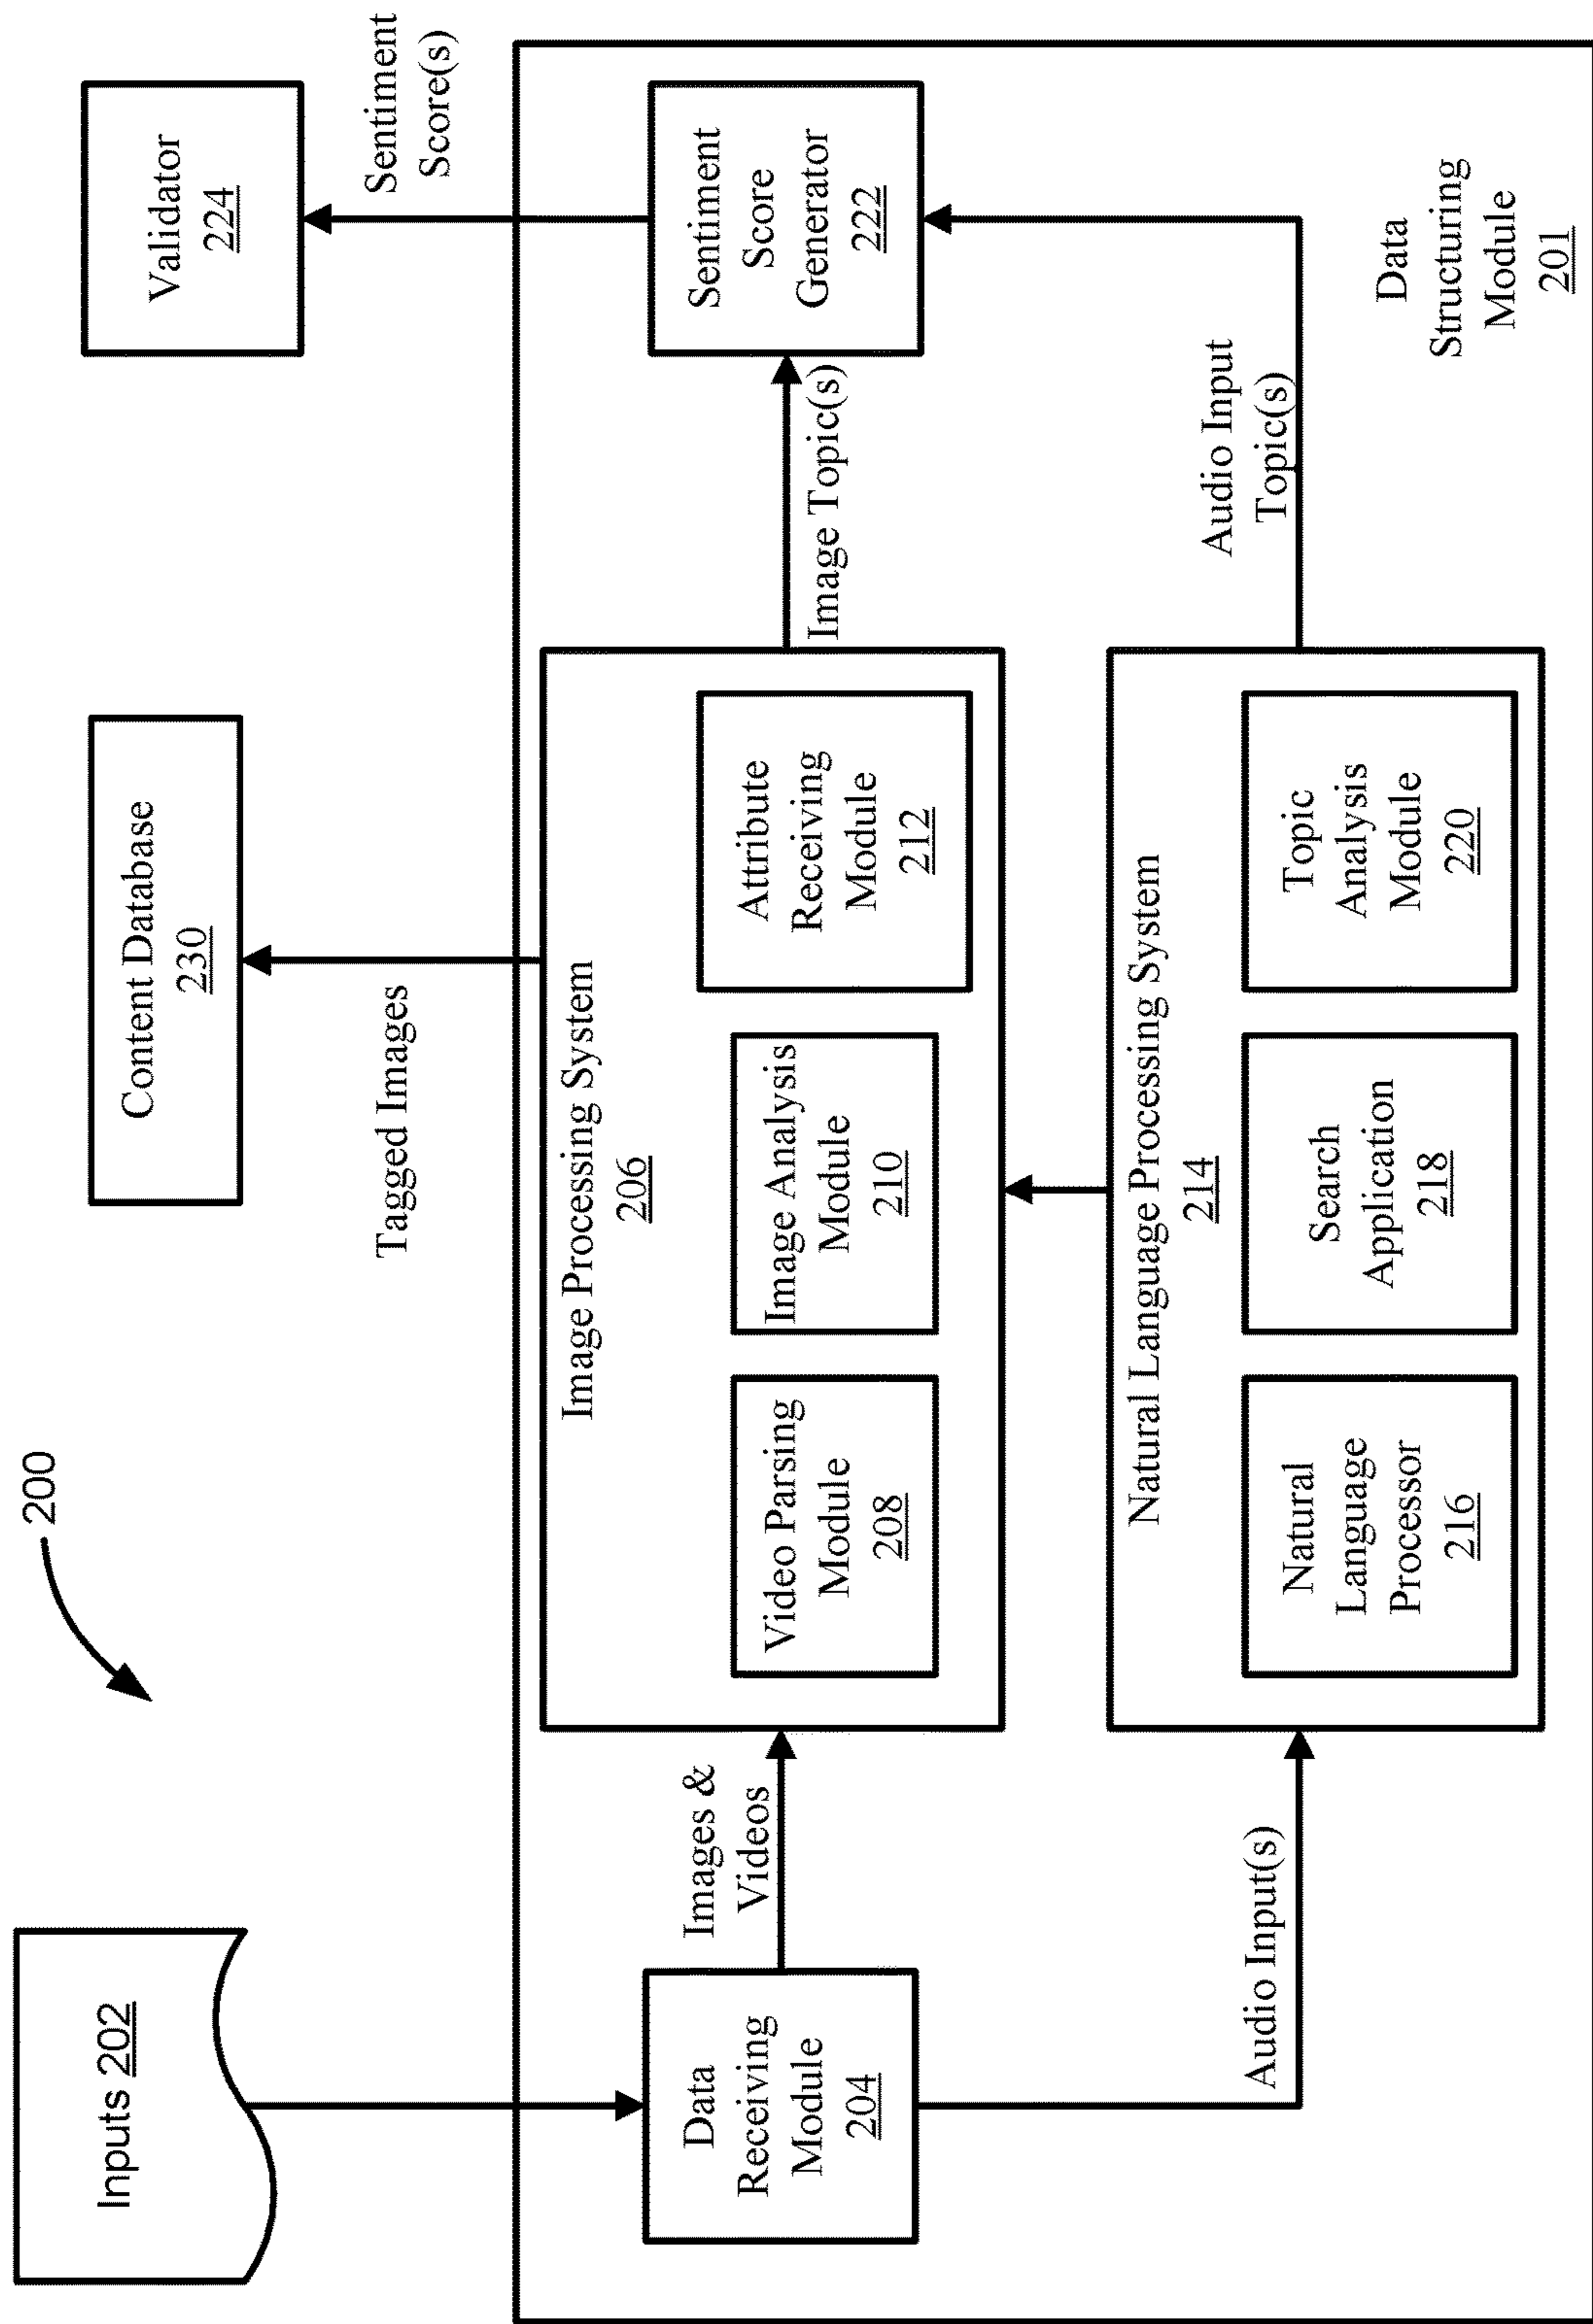 200
Inputs 202
Content Database
230
Validator
224
Tagged Images
Sentiment
Score(s)
Data
Receiving
Module
204
Images &
Videos
Image Processing System
206
Video Parsing
Module
208
Image Analysis
Module
210
Attribute
Receiving
Module
212
Image Topic(s)
Sentiment
Score
Generator
222
Audio Input(s)
Natural Language Processing System
214
Natural
Language
Processor
216
Search
Application
218
Topic
Analysis
Module
220
Audio Input
Topic(s)
Data
Structuring
Module
201